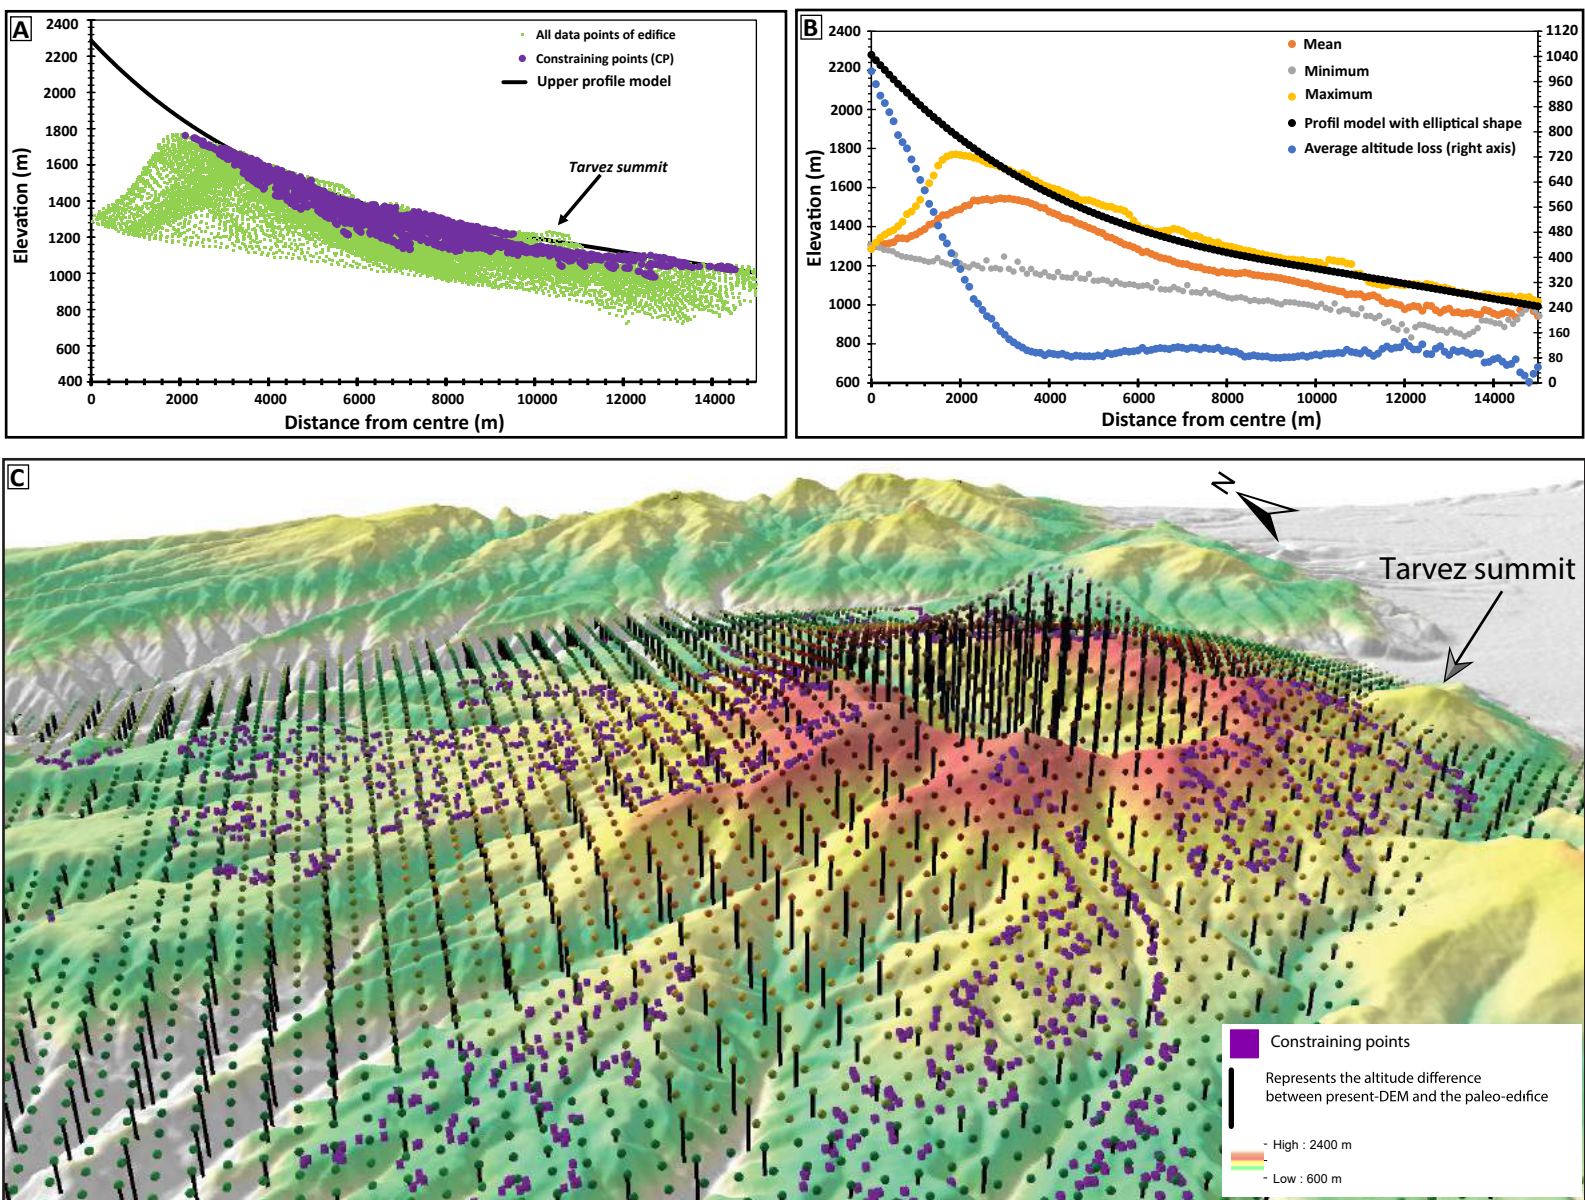 A
2400
2200
2000
1800
1600
1400
1200
1000
800
600
400
Elevation (m)
0 2000 4000 6000 8000 10000 12000 14000
Distance from centre (m)
All data points of edifice
Constraining points (CP)
Upper profile model
Tarvez summit
B
2400
2200
2000
1800
1600
1400
1200
1000
800
600
Elevation (m)
0 2000 4000 6000 8000 10000 12000 14000
Distance from centre (m)
1120
1040
960
880
800
720
640
560
480
400
320
240
160
80
0
Mean
Minimum
Maximum
Profil model with elliptical shape
Average altitude loss (right axis)
C
N
Tarvez summit
Constraining points
Represents the altitude difference
between present-DEM and the paleo-edifice
High : 2400 m
Low : 600 m